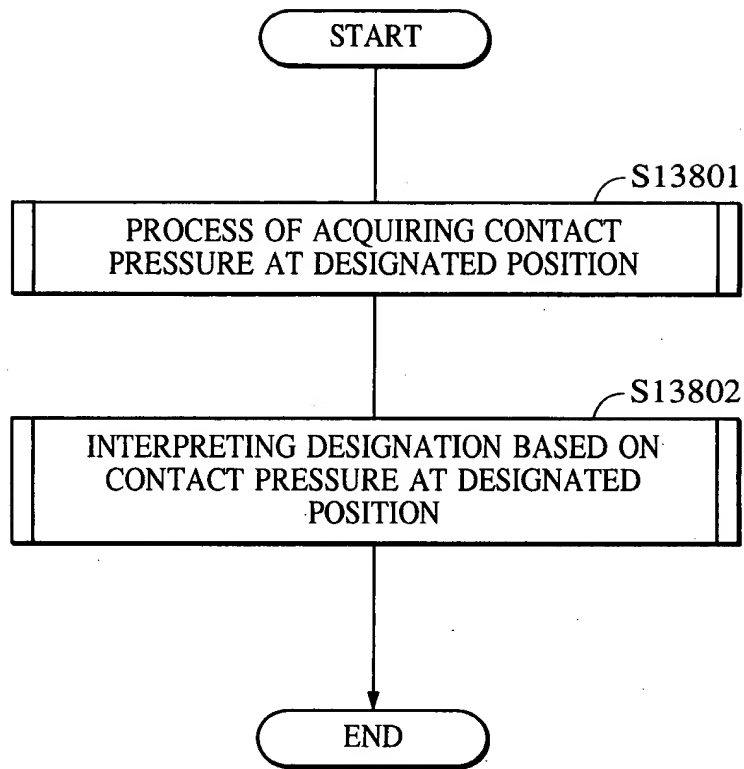 START
S13801
PROCESS OF ACQUIRING CONTACT
PRESSURE AT DESIGNATED POSITION
S13802
INTERPRETING DESIGNATION BASED ON
CONTACT PRESSURE AT DESIGNATED
POSITION
END